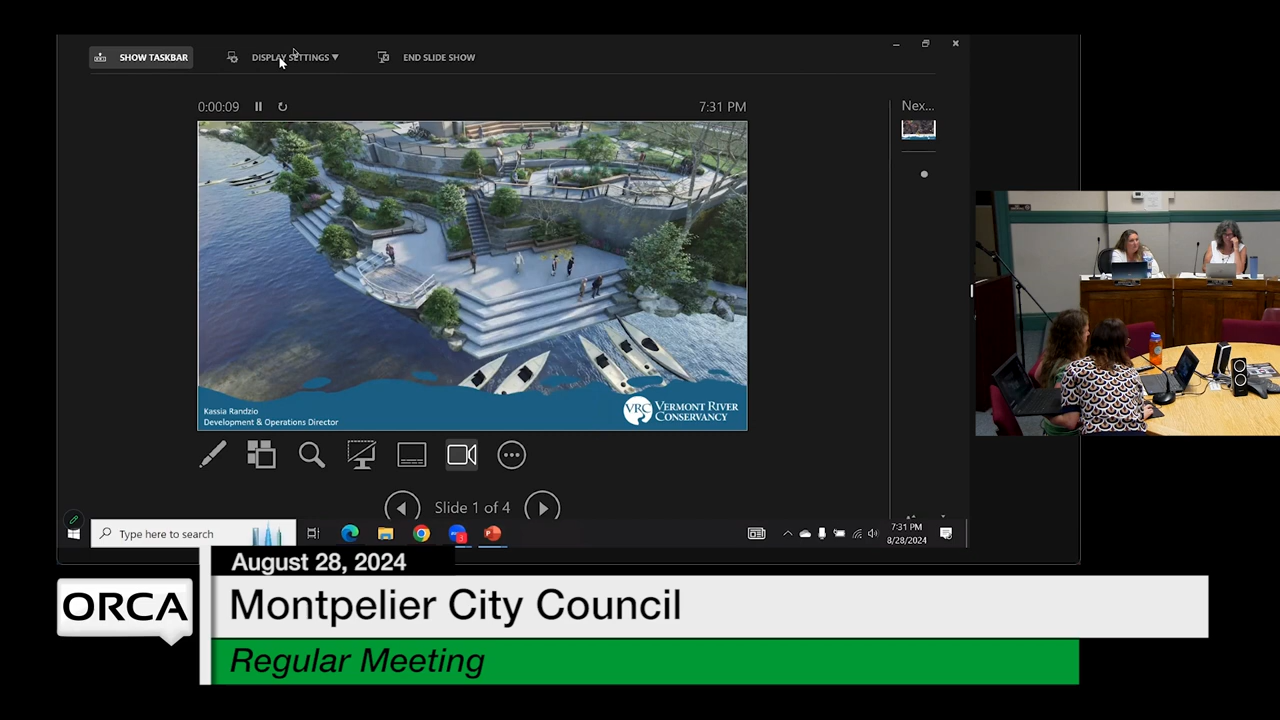 SHOW TASKBAR
DISPLAY SETTINGS ▼
END SLIDE SHOW
0:00:09
7:31 PM
Nex...
Kassia Randzio
Development & Operations Director
VRC VERMONT RIVER CONSERVANCY
Slide 1 of 4
Type here to search
7:31 PM
8/28/2024
August 28, 2024
ORCA
Montpelier City Council
Regular Meeting